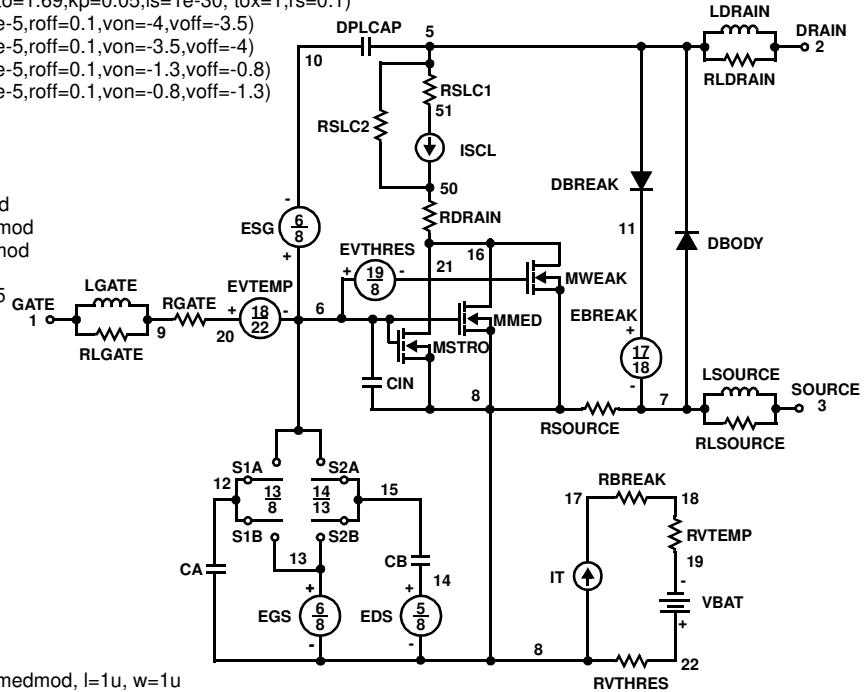 to=1.69,kp=0.05,is=1e-30, tox=1,rs=0.1)
e-5,roff=0.1,von=-4,voff=-3.5)
e-5,roff=0.1,von=-3.5,voff=-4)
e-5,roff=0.1,von=-1.3,voff=-0.8)
e-5,roff=0.1,von=-0.8,voff=-1.3)
d
mod
mod
5
LDRAIN
DPLCAP
5
DRAIN
2
10
RLDRAIN
RSLC1
51
RSLC2
ISCL
50
RDRAIN
DBREAK
11
DBODY
ESG
6
8
EVTHRES
19
8
21
16
MWEAK
LGATE
GATE
1
RLGATE
9
RGATE
20
EVTEMP
18
22
6
MMED
MSTRO
EBREAK
17
18
CIN
8
RSOURCE
7
LSOURCE
SOURCE
3
RLSOURCE
S1A
S2A
12
13
8
14
13
15
S1B
S2B
13
CA
CB
14
EGS
6
8
EDS
5
8
RBREAK
17
18
RVTEMP
19
IT
VBAT
8
22
RVTHRES
medmod, l=1u, w=1u